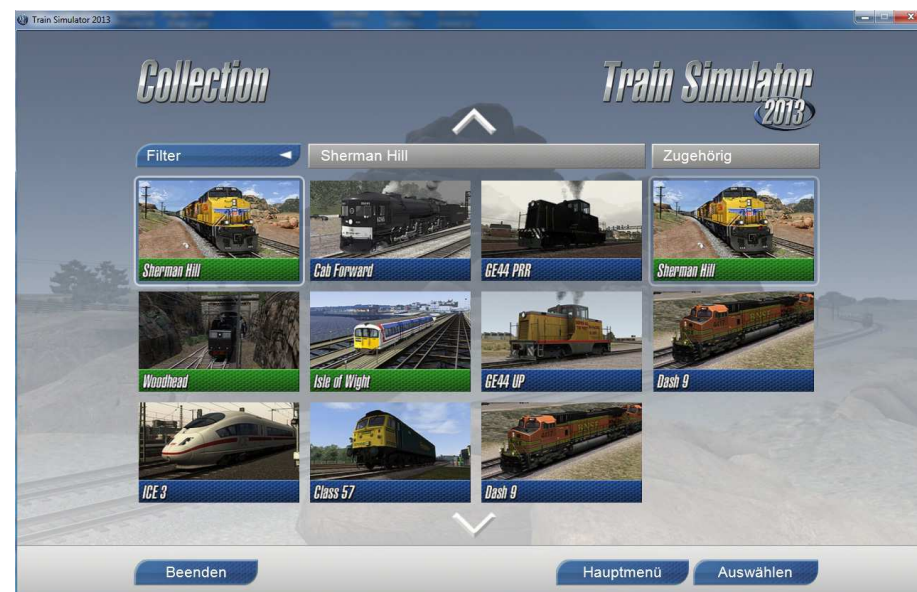 Train Simulator 2013
Collection
Train Simulator
2013
Filter
Sherman Hill
Zugehörig
Sherman Hill
Cab Forward
GE44 PRR
Sherman Hill
Woodhead
Isle of Wight
GE44 UP
Dash 9
ICE 3
Class 57
Dash 9
Beenden
Hauptmenü
Auswählen